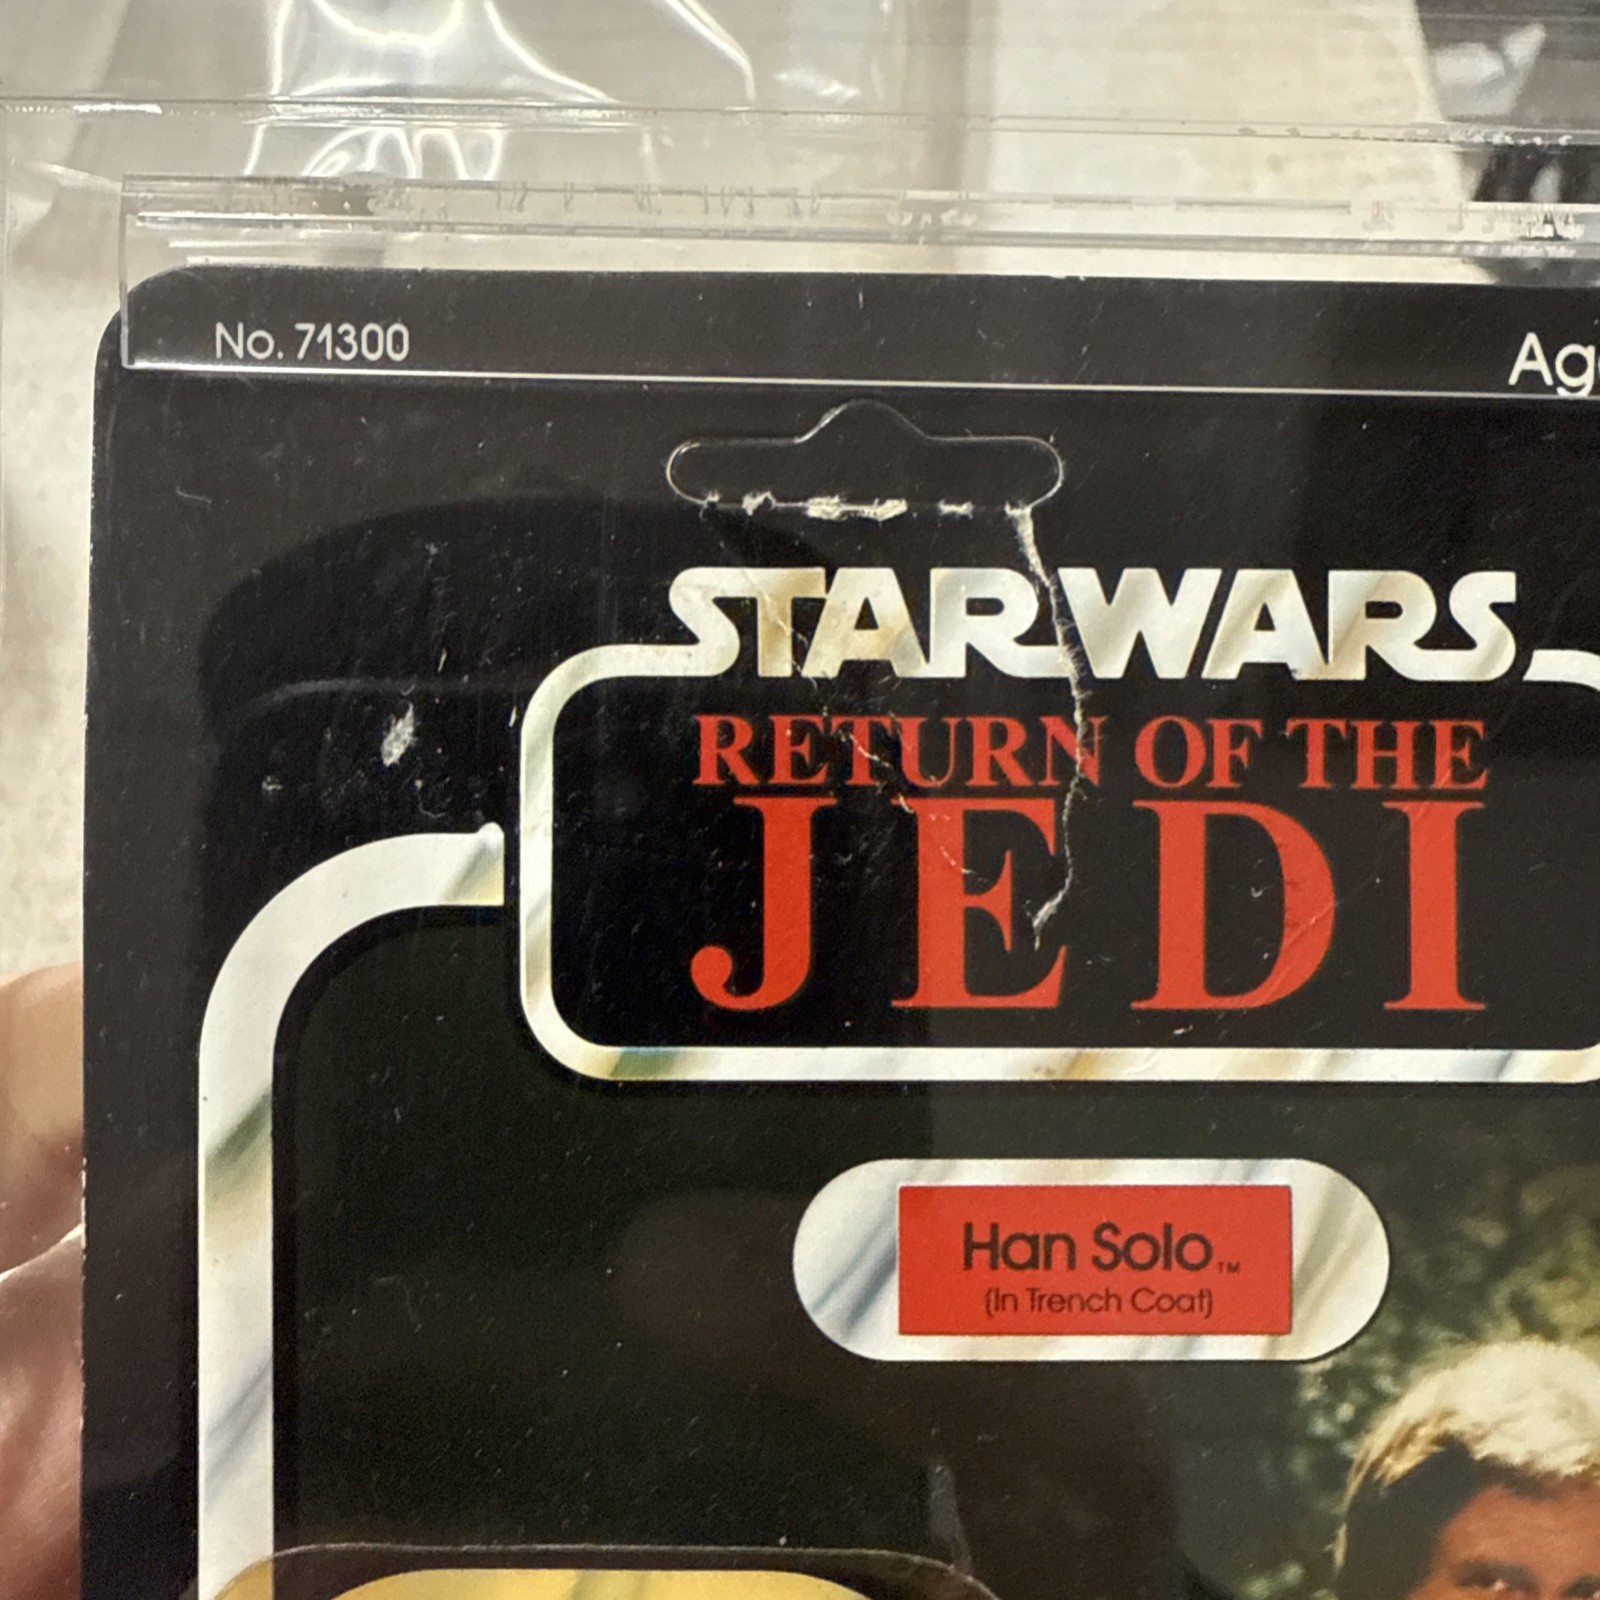 No. 71300
STAR WARS
RETURN OF THE
JEDI
Han Solo™
(In Trench Coat)